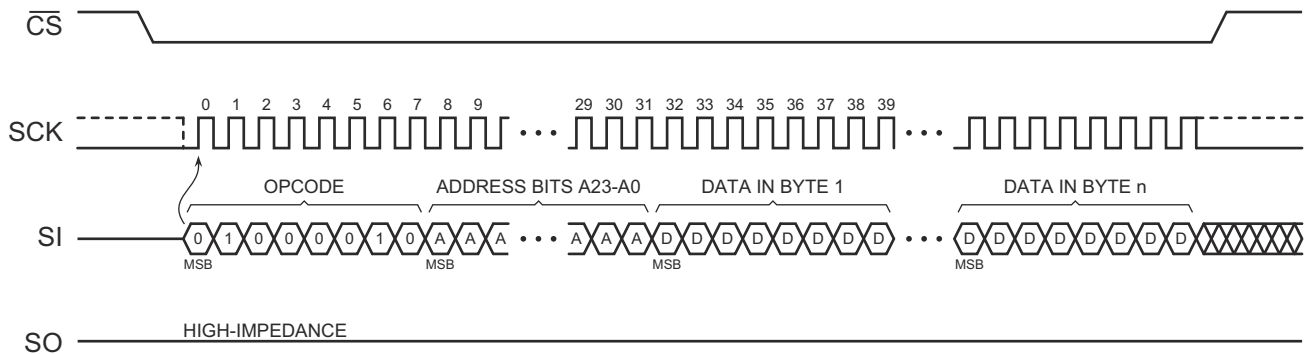 CS
0 1 2 3 4 5 6 7 8 9 29 30 31 32 33 34 35 36 37 38 39
SCK
OPCODE ADDRESS BITS A23-A0 DATA IN BYTE 1 DATA IN BYTE n
SI 0 1 0 0 0 0 1 0 A A A A A A D D D D D D D D D D D D D D D D
MSB MSB MSB MSB
HIGH-IMPEDANCE
SO